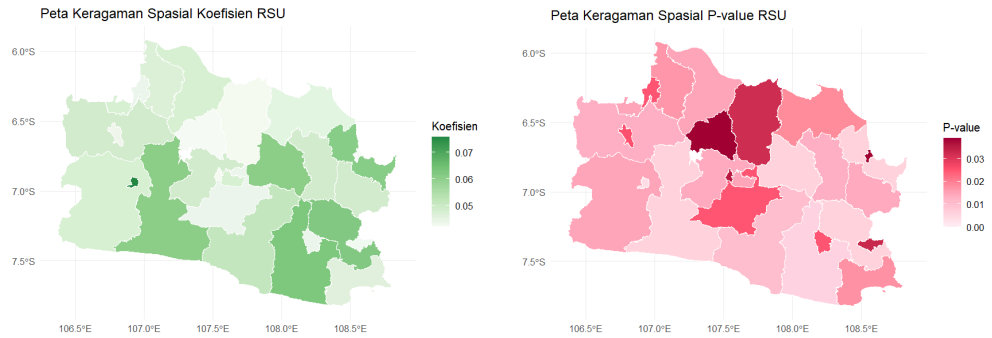 Peta Keragaman Spasial Koefisien RSU
6.0°S
6.5°S
7.0°S
7.5°S
106.5°E
107.0°E
107.5°E
108.0°E
108.5°E
Koefisien
0.07
0.06
0.05
Peta Keragaman Spasial P-value RSU
6.0°S
6.5°S
7.0°S
7.5°S
106.5°E
107.0°E
107.5°E
108.0°E
108.5°E
P-value
0.03
0.02
0.01
0.00